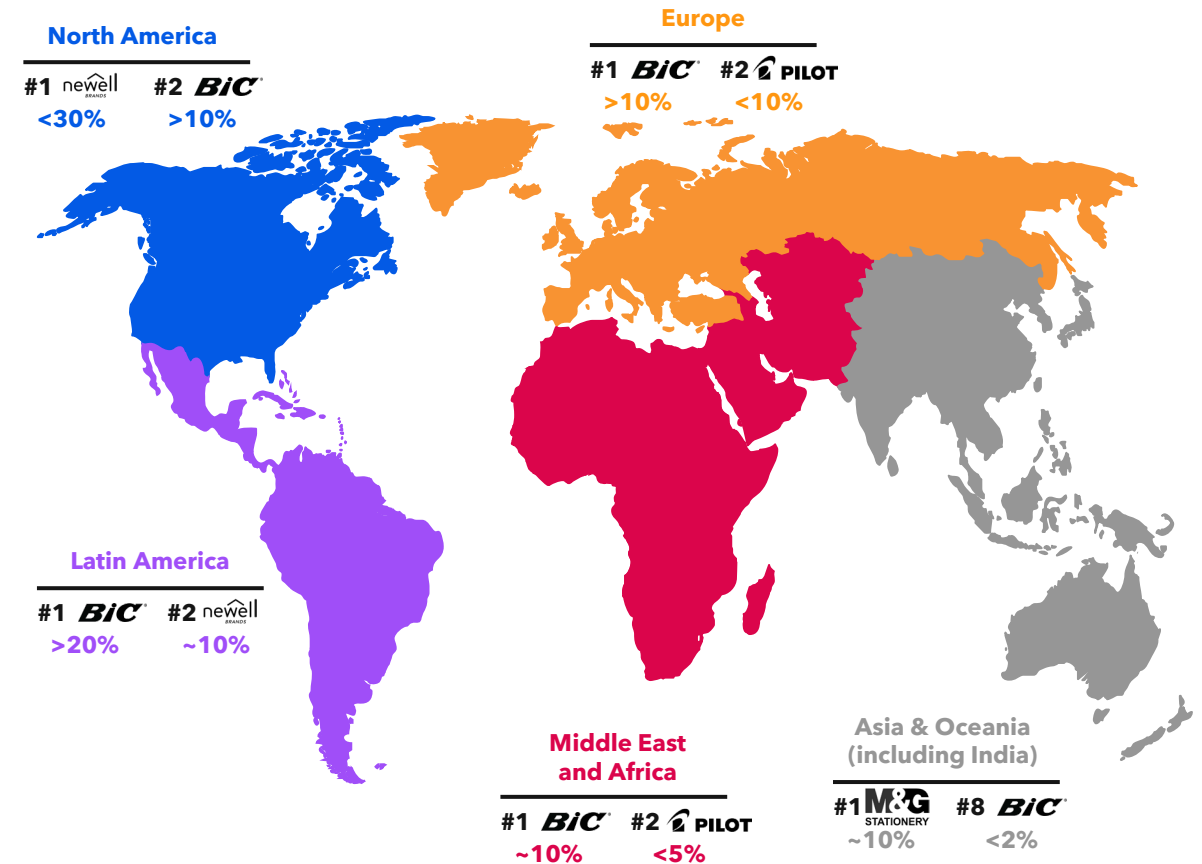 North America
#1 newell BRANDS #2 BiC®
<30% >10%
Europe
#1 BiC® #2 PILOT
>10% <10%
Latin America
#1 BiC® #2 newell BRANDS
>20% ~10%
Middle East
and Africa
#1 BiC® #2 PILOT
~10% <5%
Asia & Oceania
(including India)
#1 M&G STATIONERY #8 BiC®
~10% <2%